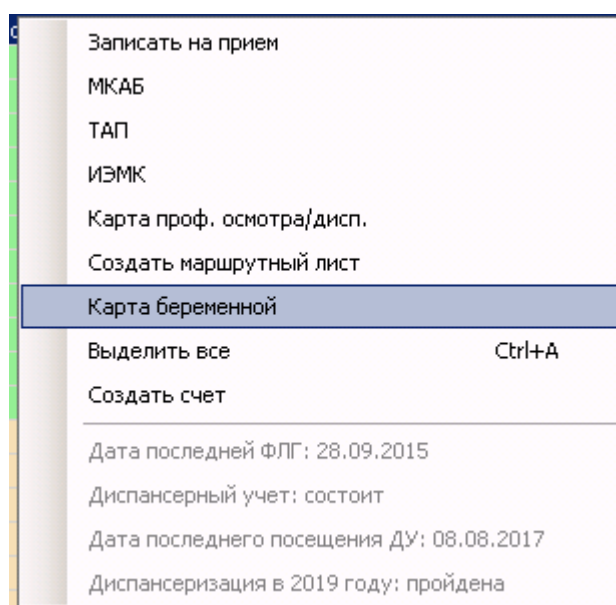 Записать на прием
МКАБ
ТАП
ИЭМК
Карта проф. осмотра/дисп.
Создать маршрутный лист
Карта беременной
Выделить все Ctrl+A
Создать счет
Дата последней ФЛГ: 28.09.2015
Диспансерный учет: состоит
Дата последнего посещения ДУ: 08.08.2017
Диспансеризация в 2019 году: пройдена